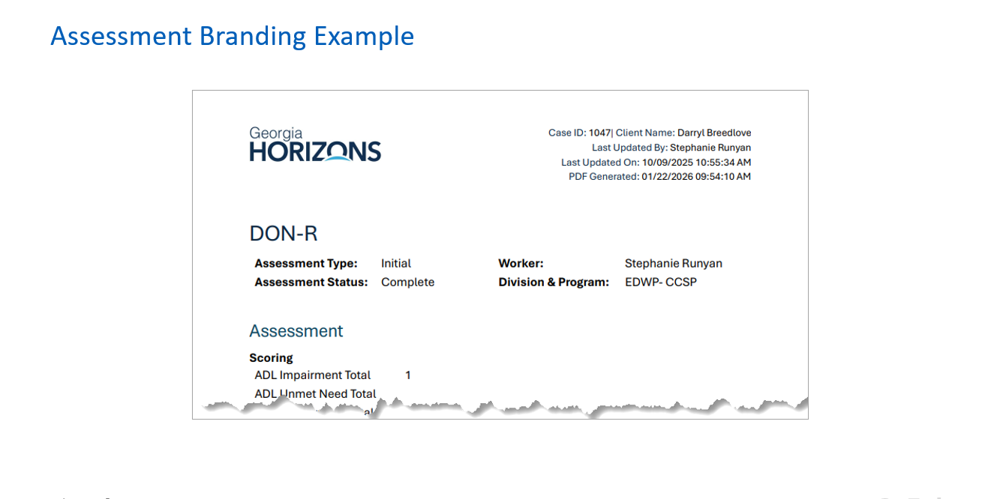 Assessment Branding Example
Georgia
HORIZONS
Case ID: 1047| Client Name: Darryl Breedlove
Last Updated By: Stephanie Runyan
Last Updated On: 10/09/2025 10:55:34 AM
PDF Generated: 01/22/2026 09:54:10 AM
DON-R
Assessment Type: Initial Worker: Stephanie Runyan
Assessment Status: Complete Division & Program: EDWP- CCSP
Assessment
Scoring
ADL Impairment Total 1
ADL Unmet Need Total